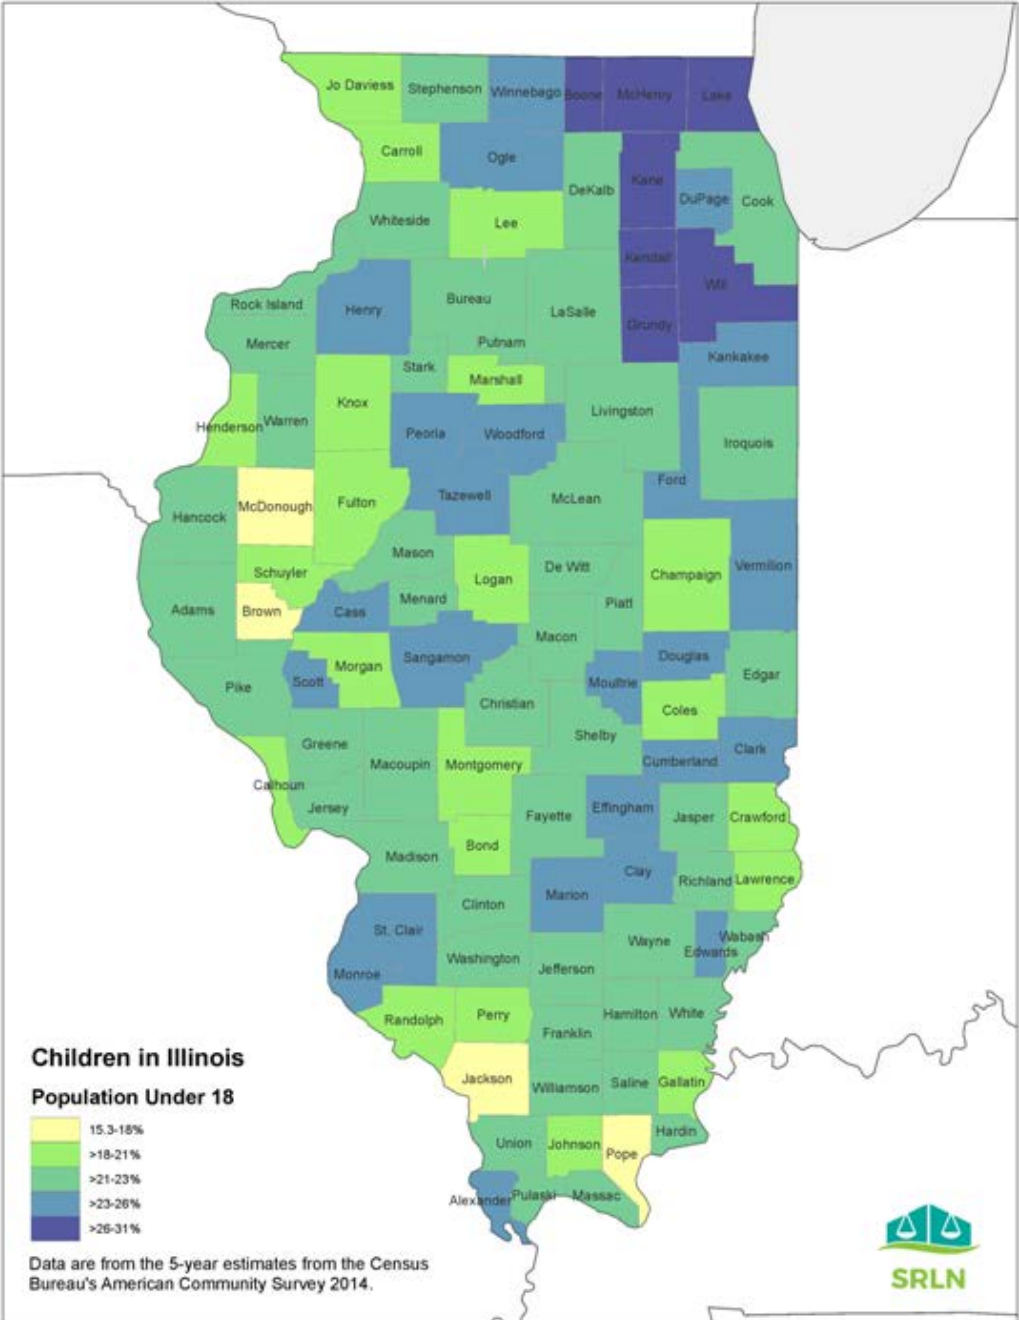 Jo Daviess
Stephenson
Winnebago
Boone
McHenry
Lake
Carroll
Ogle
DeKalb
Kane
DuPage
Cook
Whiteside
Lee
Kendall
Will
Rock Island
Henry
Bureau
LaSalle
Grundy
Mercer
Putnam
Kankakee
Stark
Marshall
Henderson
Warren
Knox
Peoria
Woodford
Livingston
Iroquois
Ford
Hancock
McDonough
Fulton
Tazewell
McLean
Schuyler
Mason
Logan
De Witt
Champaign
Vermilion
Adams
Brown
Cass
Menard
Piatt
Macon
Pike
Scott
Morgan
Sangamon
Christian
Moultrie
Douglas
Edgar
Coles
Shelby
Greene
Macoupin
Montgomery
Cumberland
Clark
Calhoun
Jersey
Fayette
Effingham
Jasper
Crawford
Madison
Bond
Clay
Richland
Lawrence
Marion
Clinton
St. Clair
Wayne
Edwards
Wabash
Washington
Jefferson
Monroe
Randolph
Perry
Hamilton
White
Franklin
Jackson
Williamson
Saline
Gallatin
Union
Johnson
Pope
Hardin
Alexander
Pulaski
Massac
Children in Illinois
Population Under 18
15.3-18%
>18-21%
>21-23%
>23-26%
>26-31%
Data are from the 5-year estimates from the Census
Bureau's American Community Survey 2014.
SRLN